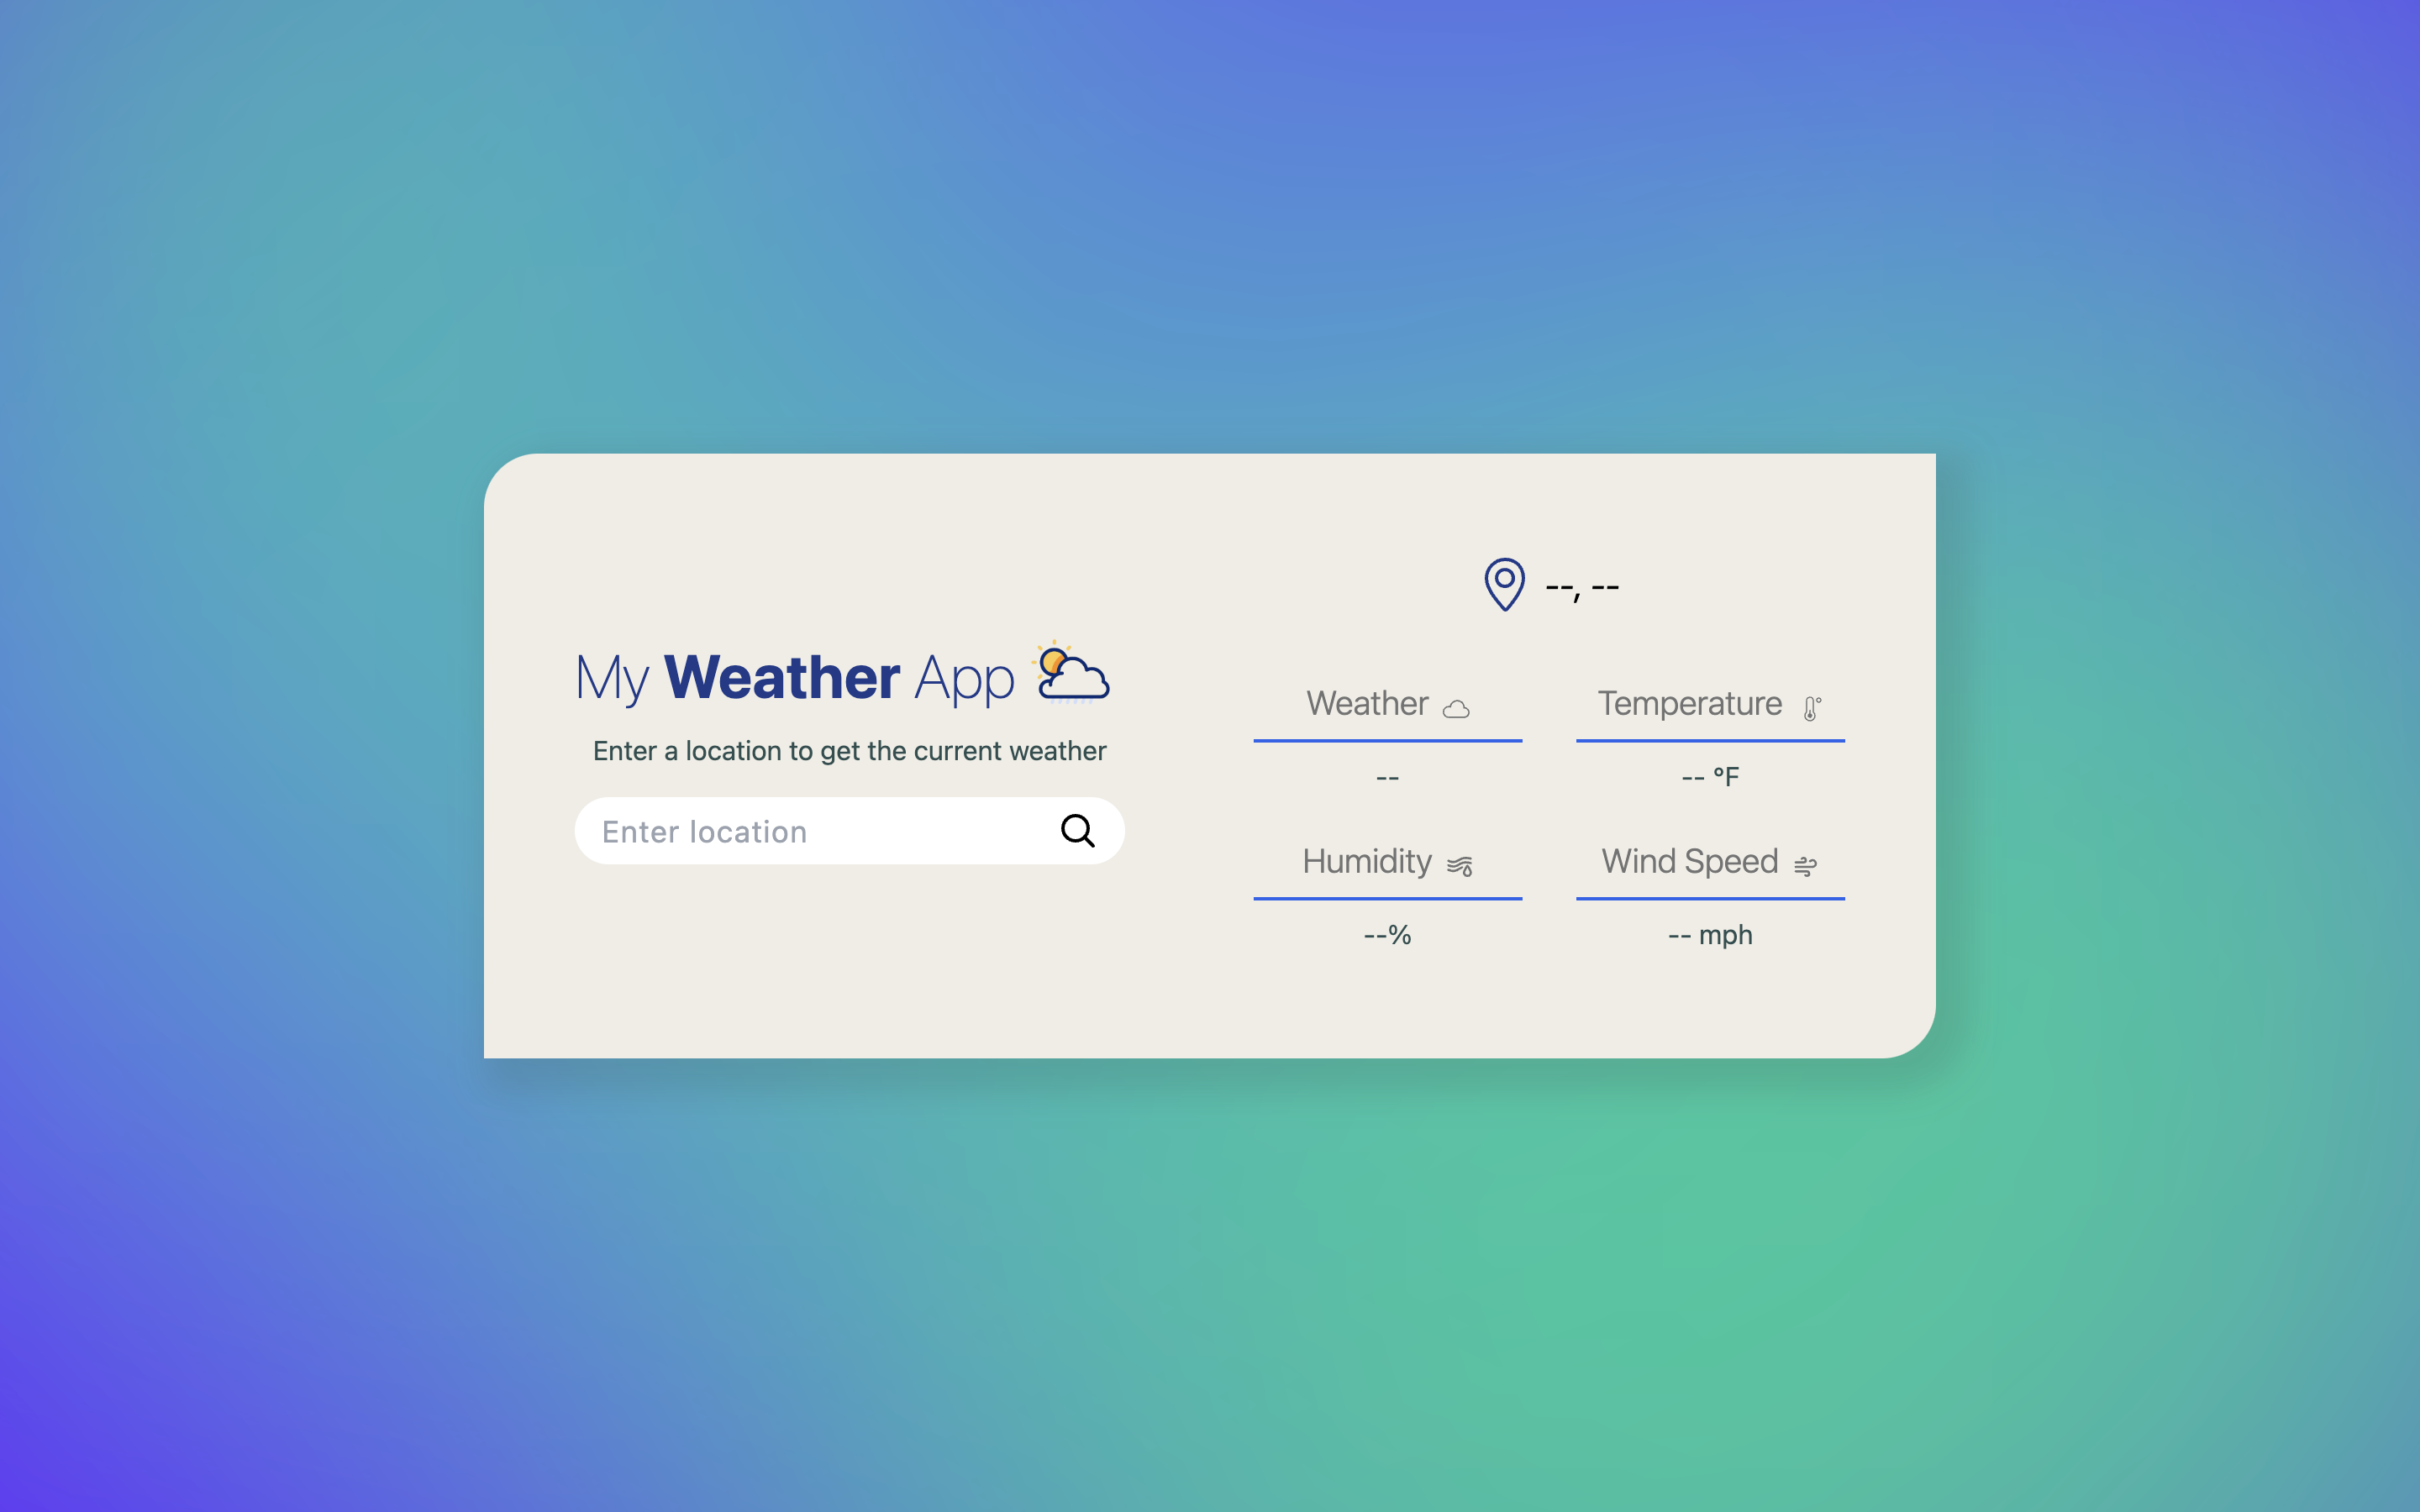 My Weather App
Enter a location to get the current weather
Enter location
--, --
Weather
--
Temperature
-- °F
Humidity
--%
Wind Speed
-- mph